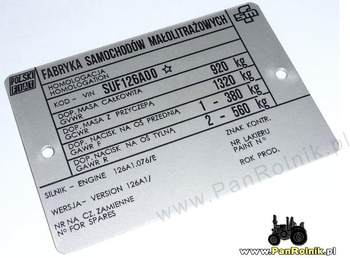 POLSKI FIAT
FABRYKA SAMOCHODÓW MAŁOLITRAŻOWYCH
HOMOLOGACJA
HOMOLOGATION
KOD - VIN SUF126A00 ☆
DOP. MASA CAŁKOWITA 920 kg
GVWR
DOP. MASA Z PRZYCZEPĄ 1320 kg
GCWR
DOP. NACISK NA OŚ PRZEDNIĄ 1 - 380 kg
GAWR F
DOP. NACISK NA OŚ TYLNĄ 2 - 560 kg
GAWR R
SILNIK - ENGINE 126A1.076/E
WERSJA - VERSION 126A1/
NR NA CZ. ZAMIENNE
N° FOR SPARES
ZNAK KONTR.
NR LAKIERU
PAINT N°
ROK PROD.
www.PanRolnik.pl
www.PanRolnik.pl